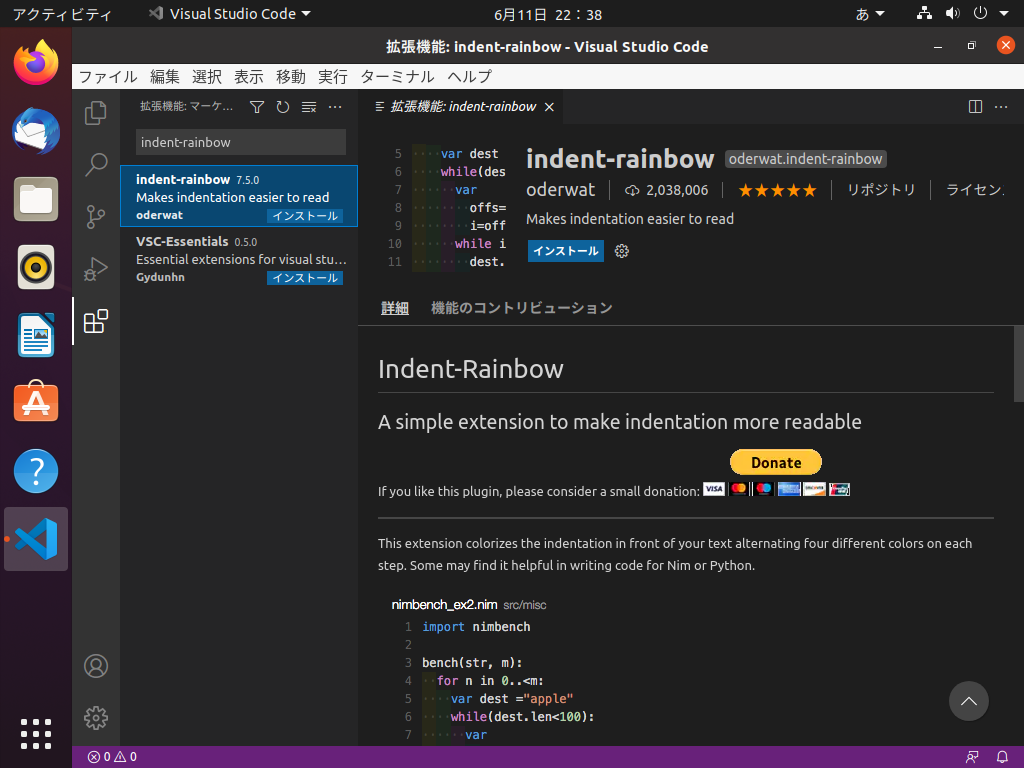 アクティビティ
Visual Studio Code
6月11日 22：38
あ
拡張機能: indent-rainbow - Visual Studio Code
ファイル 編集 選択 表示 移動 実行 ターミナル ヘルプ
拡張機能: マーケ...
indent-rainbow
indent-rainbow 7.5.0
Makes indentation easier to read
oderwat インストール
VSC-Essentials 0.5.0
Essential extensions for visual stu...
Gydunhn インストール
拡張機能: indent-rainbow
5 ····var dest
6 ····while(des
7 ······var
8 ········offs=
9 ········i=off
10 ······while i
11 ········dest.
indent-rainbow oderwat.indent-rainbow
oderwat 2,038,006 ★★★★★ リポジトリ ライセン
Makes indentation easier to read
インストール
詳細 機能のコントリビューション
Indent-Rainbow
A simple extension to make indentation more readable
Donate
If you like this plugin, please consider a small donation: VISA
This extension colorizes the indentation in front of your text alternating four different colors on each
step. Some may find it helpful in writing code for Nim or Python.
nimbench_ex2.nim src/misc
1 import nimbench
2
3 bench(str, m):
4 ··for n in 0..<m:
5 ····var dest ="apple"
6 ····while(dest.len<100):
7 ······var
0 0